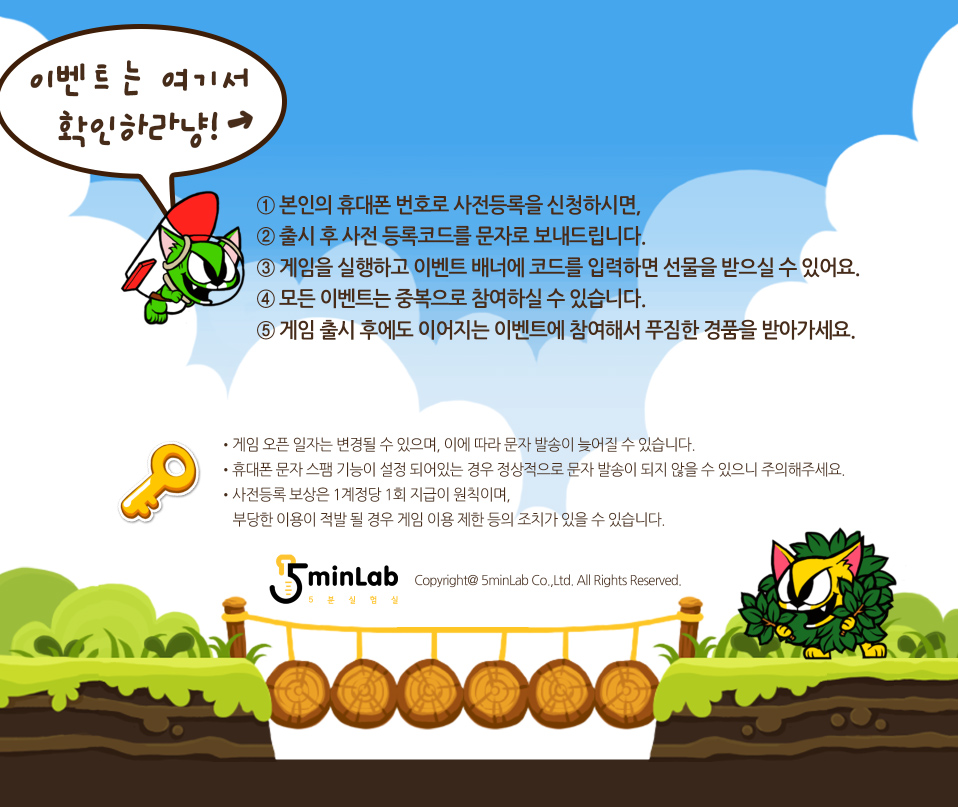 이벤트는 여기서
확인하라냥! →
① 본인의 휴대폰 번호로 사전등록을 신청하시면,
② 출시 후 사전 등록코드를 문자로 보내드립니다.
③ 게임을 실행하고 이벤트 배너에 코드를 입력하면 선물을 받으실 수 있어요.
④ 모든 이벤트는 중복으로 참여하실 수 있습니다.
⑤ 게임 출시 후에도 이어지는 이벤트에 참여해서 푸짐한 경품을 받아가세요.
• 게임 오픈 일자는 변경될 수 있으며, 이에 따라 문자 발송이 늦어질 수 있습니다.
• 휴대폰 문자 스팸 기능이 설정 되어있는 경우 정상적으로 문자 발송이 되지 않을 수 있으니 주의해주세요.
• 사전등록 보상은 1계정당 1회 지급이 원칙이며,
부당한 이용이 적발 될 경우 게임 이용 제한 등의 조치가 있을 수 있습니다.
5minLab Copyright@ 5minLab Co.,Ltd. All Rights Reserved.
5분실험실